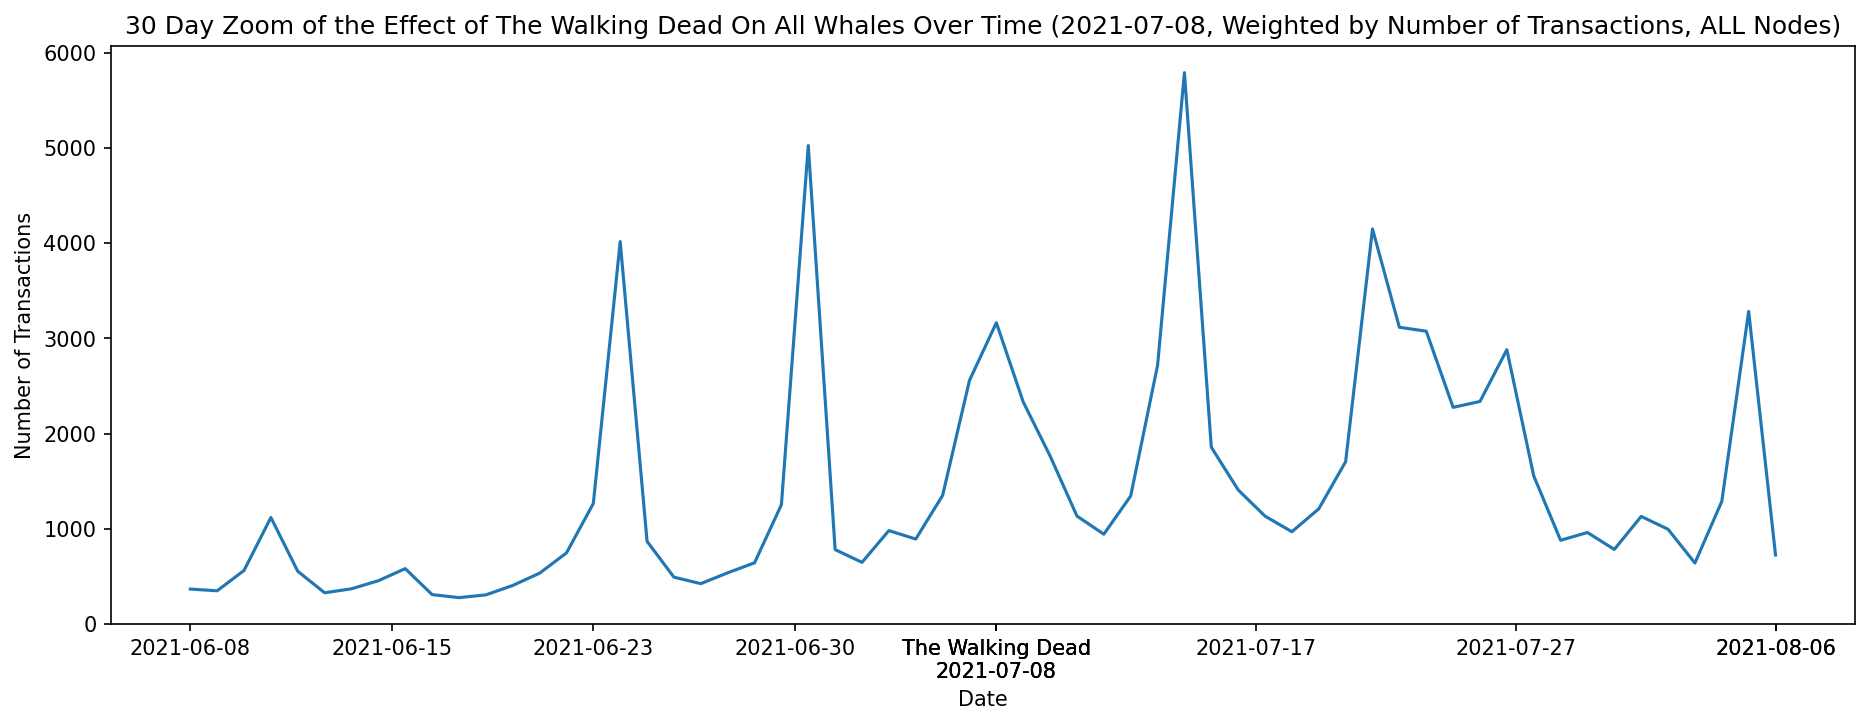 30 Day Zoom of the Effect of The Walking Dead On All Whales Over Time (2021-07-08, Weighted by Number of Transactions, ALL Nodes)
Number of Transactions
6000
5000
4000
3000
2000
1000
0
2021-06-08 2021-06-15 2021-06-23 2021-06-30 The Walking Dead 2021-07-17 2021-07-27 2021-08-06
2021-07-08
Date